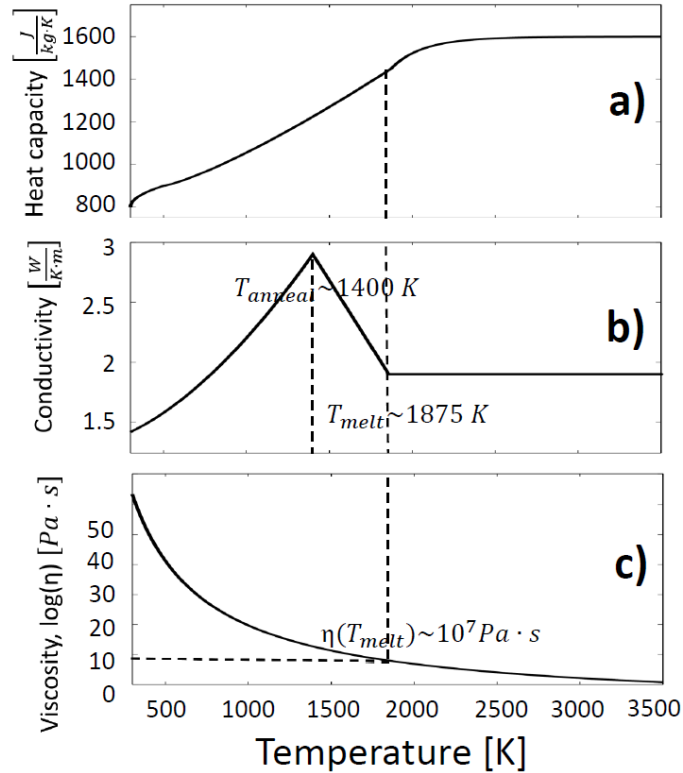 Heat capacity [J/kg·K]
1600
1400
1200
1000
800
a)
Conductivity [W/K·m]
3
2.5
2
1.5
T_anneal~1400 K
b)
T_melt~1875 K
Viscosity, log(η) [Pa · s]
50
40
30
20
10
0
c)
η(T_melt)~10^7 Pa · s
500 1000 1500 2000 2500 3000 3500
Temperature [K]